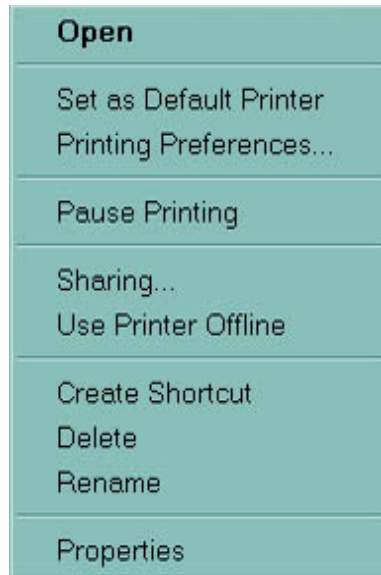 Open
Set as Default Printer
Printing Preferences...
Pause Printing
Sharing...
Use Printer Offline
Create Shortcut
Delete
Rename
Properties